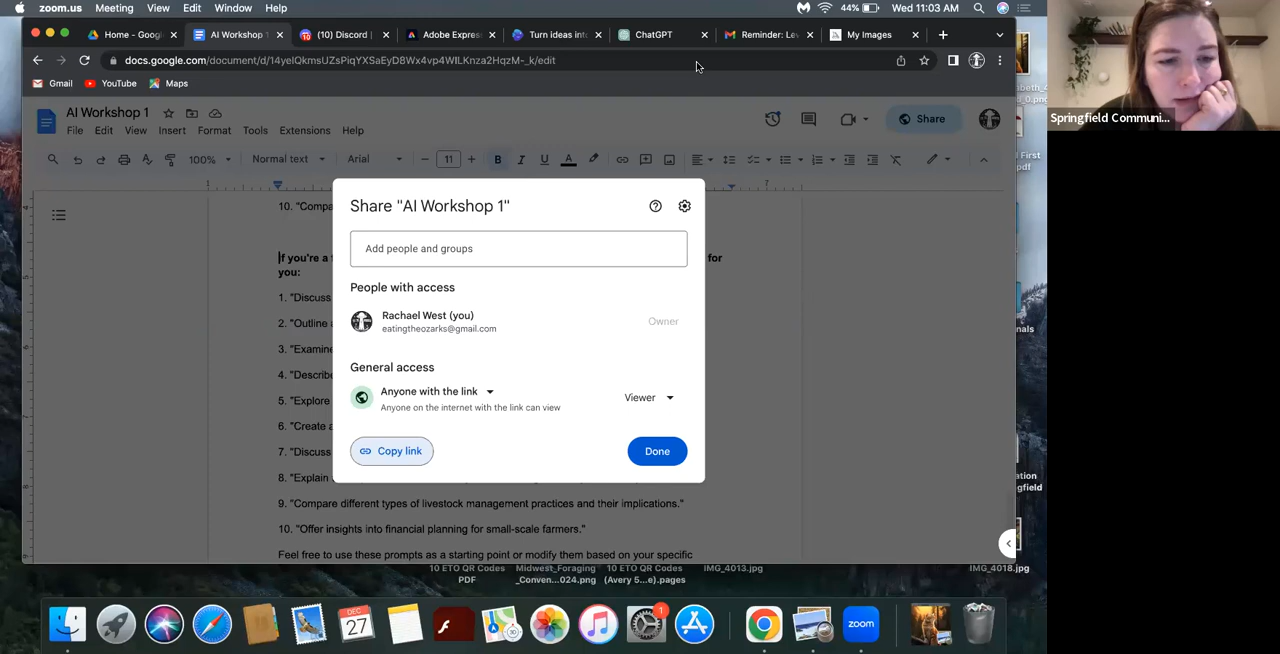 zoom.us Meeting View Edit Window Help 44% Wed 11:03 AM
Home - Googl AI Workshop 1 (10) Discord Adobe Expres Turn ideas int ChatGPT Reminder: Le My Images
docs.google.com/document/d/14yelQkmsUZsPiqYXSaEyD8Wx4vp4WlLKnza2HqzM-_k/edit
Gmail YouTube Maps
Springfield Communi...
AI Workshop 1
File Edit View Insert Format Tools Extensions Help
Share
100% Normal text Arial 11
10. "Compa
If you're a f for
you:
1. "Discuss
2. "Outline
3. "Examine
4. "Describe
5. "Explore
6. "Create a
7. "Discuss
8. "Explain
9. "Compare different types of livestock management practices and their implications."
10. "Offer insights into financial planning for small-scale farmers."
Feel free to use these prompts as a starting point or modify them based on your specific
Share "AI Workshop 1"
Add people and groups
People with access
Rachael West (you)
eatingtheozarks@gmail.com
Owner
General access
Anyone with the link
Anyone on the internet with the link can view
Viewer
Copy link
Done
10 ETO QR Codes
PDF
Midwest_Foraging
_Conven...024.png
10 ETO QR Codes
(Avery 5...e).pages
IMG_4013.jpg
IMG_4018.jpg
DEC
27
1
zoom